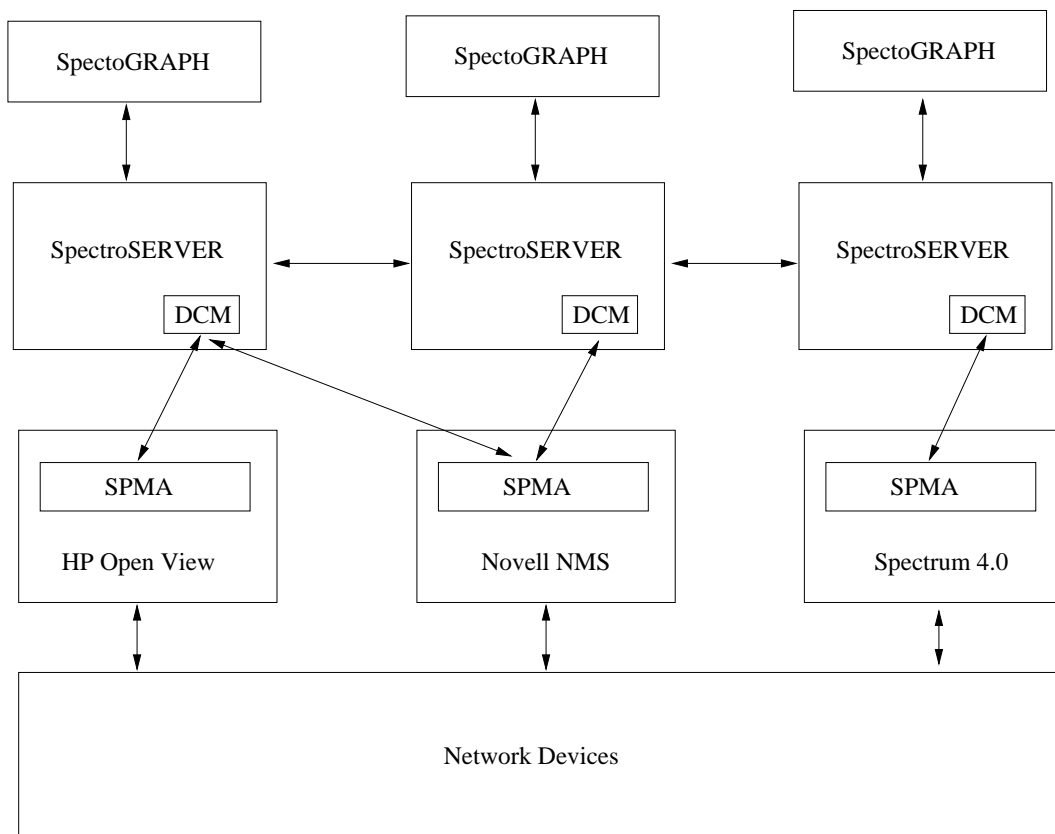 SpectoGRAPH
SpectoGRAPH
SpectoGRAPH
SpectroSERVER
SpectroSERVER
SpectroSERVER
DCM
DCM
DCM
SPMA
SPMA
SPMA
HP Open View
Novell NMS
Spectrum 4.0
Network Devices